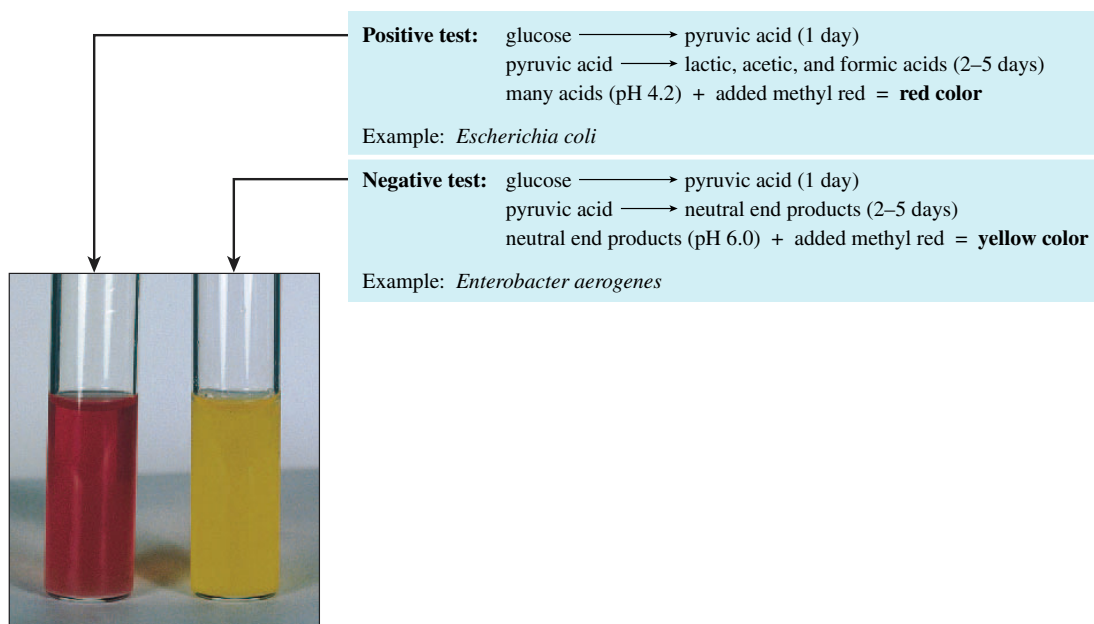 Positive test: glucose ⟶ pyruvic acid (1 day)
pyruvic acid ⟶ lactic, acetic, and formic acids (2–5 days)
many acids (pH 4.2) + added methyl red = red color
Example: Escherichia coli
Negative test: glucose ⟶ pyruvic acid (1 day)
pyruvic acid ⟶ neutral end products (2–5 days)
neutral end products (pH 6.0) + added methyl red = yellow color
Example: Enterobacter aerogenes